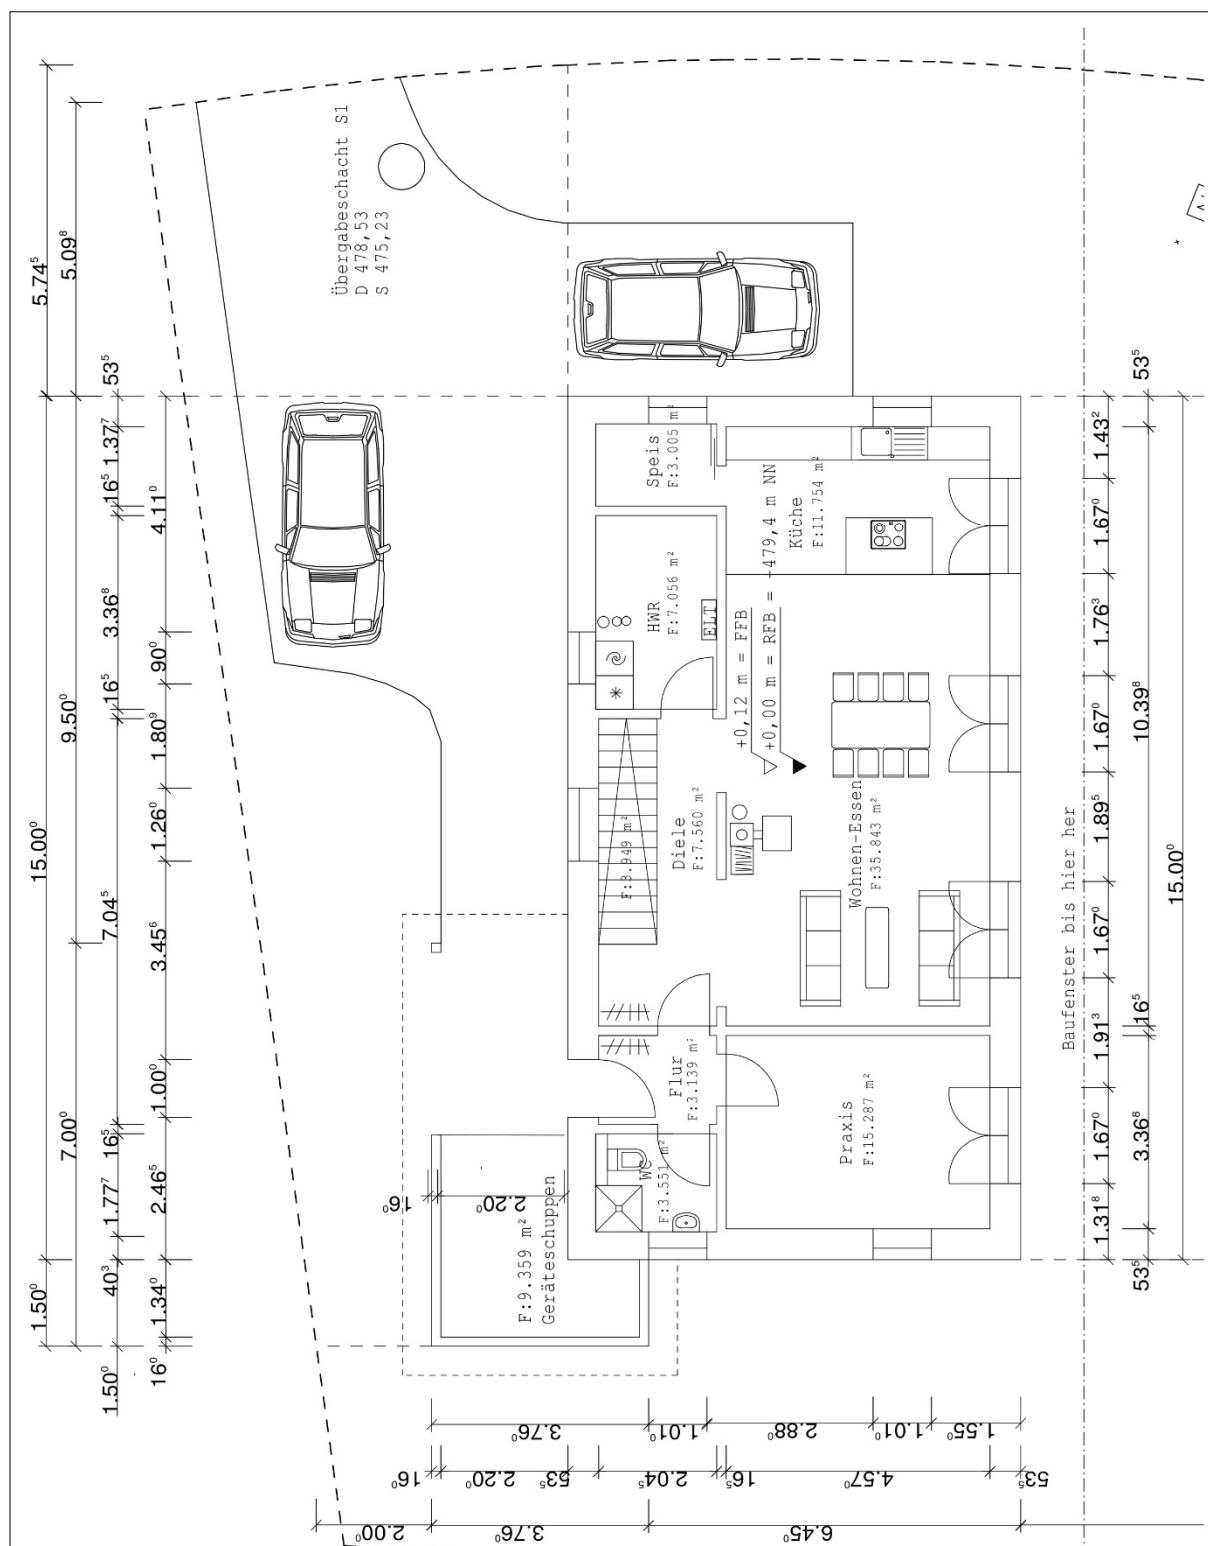 Übergabeschacht S1
D 478,53
S 475,23
5.74⁵
5.09⁸
53⁵
1.37⁷
16⁵
4.11⁰
3.36⁸
90⁰
16⁵
9.50⁰
1.80⁹
15.00⁰
1.26⁰
7.04⁵
3.45⁶
1.00⁰
7.00⁰
16⁵
2.46⁵
1.77⁷
40³
1.34⁰
1.50⁰
16⁰
1.50⁰
Speis
F:3.005 m²
Küche
F:11.754 m²
HWR
F:7.056 m²
ELT
+0,12 m = FFB
+0,00 m = RFB = +479,4 m NN
Diele
F:7.560 m²
F:3.949 m²
Wohnen-Essen
F:35.843 m²
Flur
F:3.139 m²
WC
F:3.551 m²
Praxis
F:15.287 m²
F:9.359 m²
Geräteschuppen
16⁰
2.20⁰
Baufenster bis hier her
53⁵
1.43²
1.67⁰
1.76³
1.67⁰
10.39⁸
1.89⁵
15.00⁰
1.67⁰
16⁵
1.91³
1.67⁰
3.36⁸
1.31⁸
53⁵
3.76⁰
1.01⁰
2.88⁰
1.01⁰
1.55⁰
16⁰
2.20⁰
53⁵
2.04⁵
16⁵
4.57⁰
53⁵
2.00⁰
3.76⁰
6.45⁰